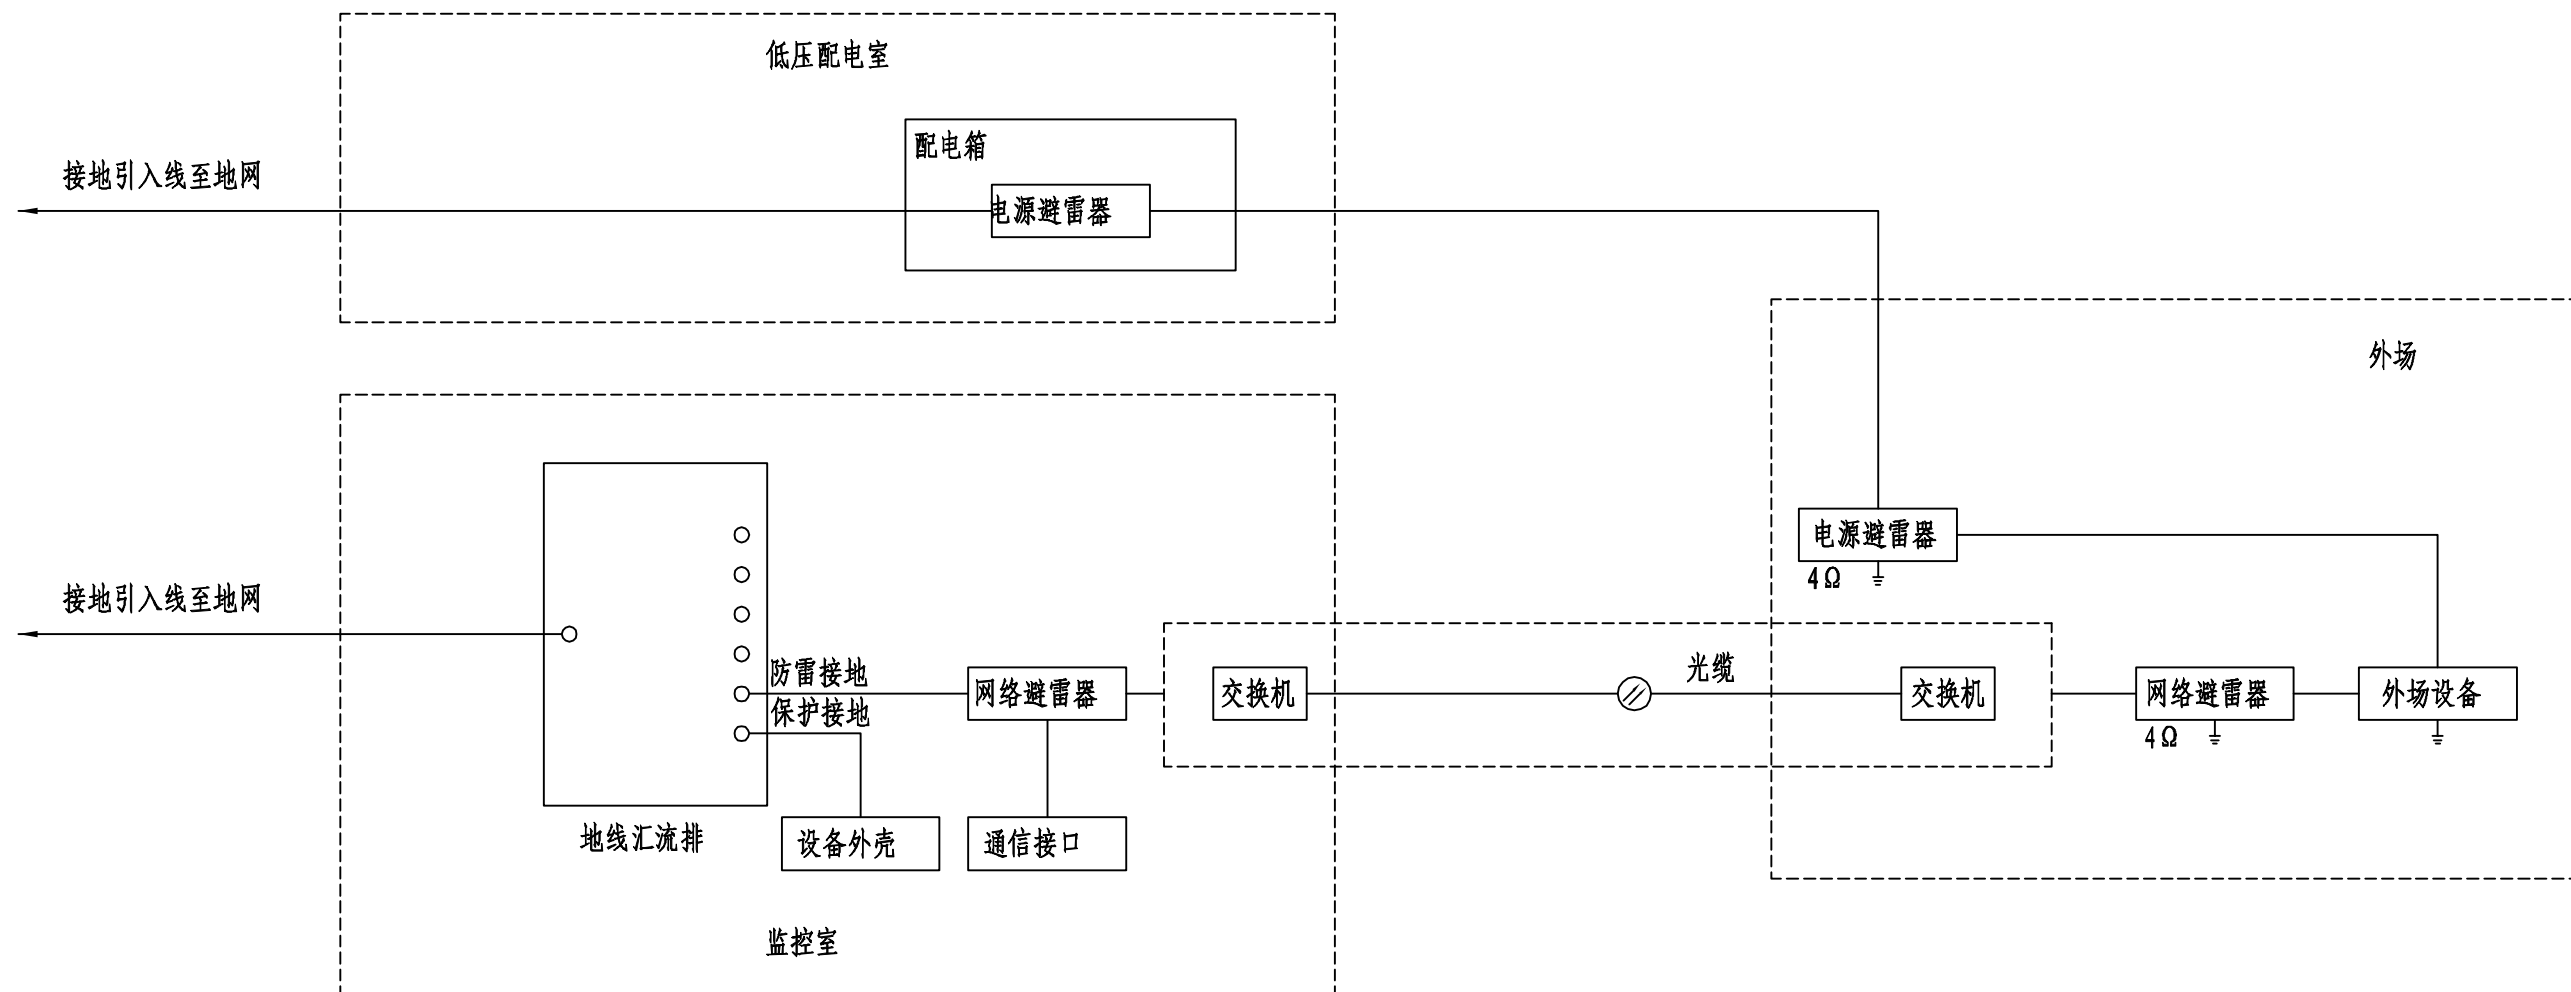 低压配电室
配电箱
接地引入线至地网
电源避雷器
外场
电源避雷器
4Ω
接地引入线至地网
防雷接地
保护接地
网络避雷器
交换机
光缆
交换机
网络避雷器
4Ω
外场设备
地线汇流排
设备外壳
通信接口
监控室